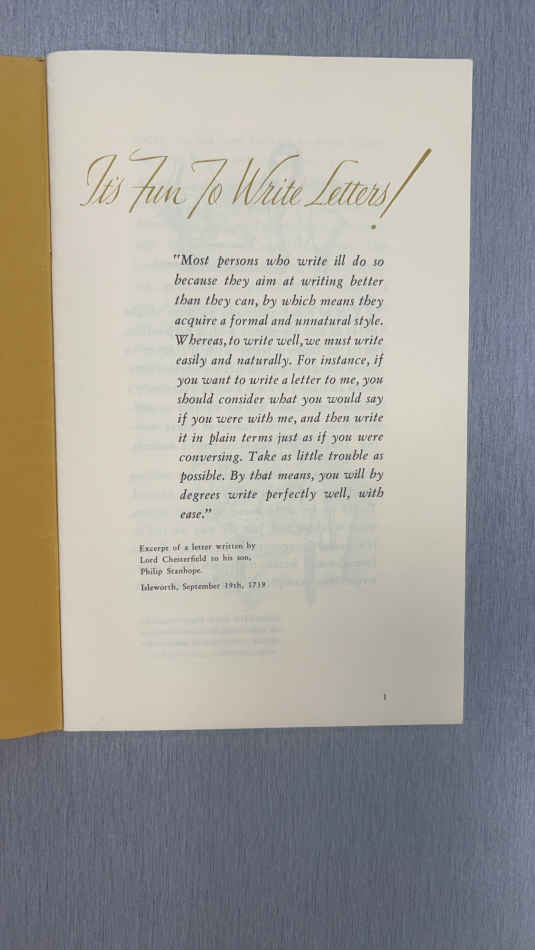 It's Fun To Write Letters!
"Most persons who write ill do so
because they aim at writing better
than they can, by which means they
acquire a formal and unnatural style.
Whereas, to write well, we must write
easily and naturally. For instance, if
you want to write a letter to me, you
should consider what you would say
if you were with me, and then write
it in plain terms just as if you were
conversing. Take as little trouble as
possible. By that means, you will by
degrees write perfectly well, with
ease."
Excerpt of a letter written by
Lord Chesterfield to his son,
Philip Stanhope.
Isleworth, September 19th, 1739
1